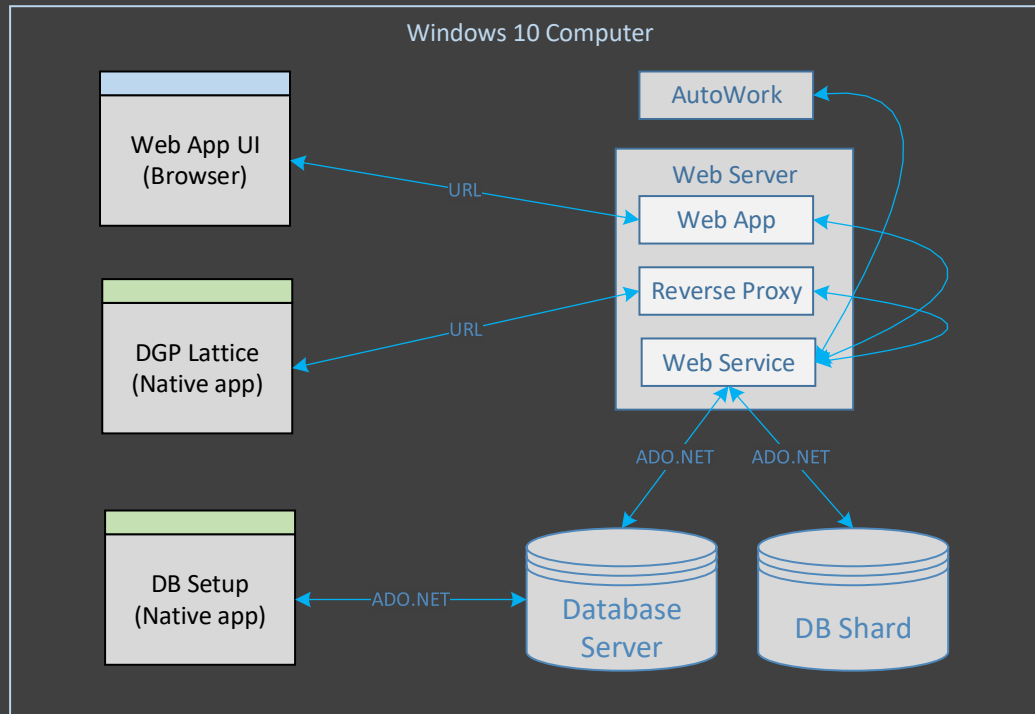 Windows 10 Computer
Web App UI
(Browser)
URL
AutoWork
Web Server
Web App
Reverse Proxy
Web Service
DGP Lattice
(Native app)
URL
ADO.NET
ADO.NET
DB Setup
(Native app)
ADO.NET
Database
Server
DB Shard